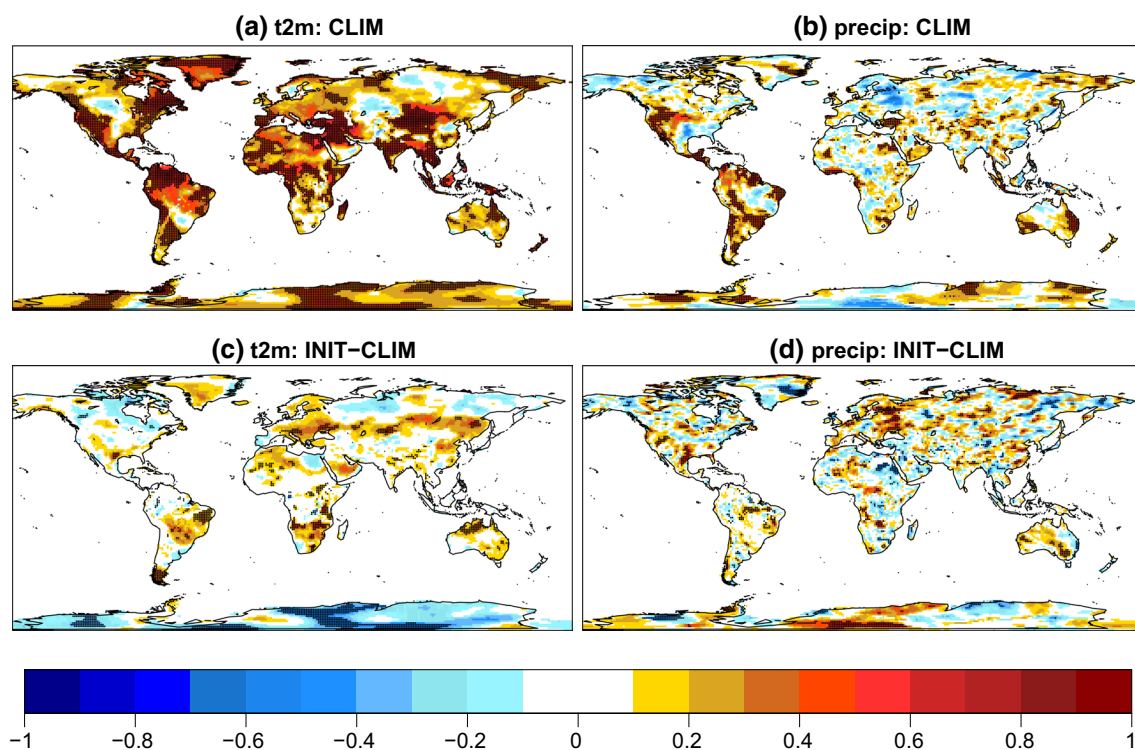 (a) t2m: CLIM
(b) precip: CLIM
(c) t2m: INIT−CLIM
(d) precip: INIT−CLIM
−1 −0.8 −0.6 −0.4 −0.2 0 0.2 0.4 0.6 0.8 1